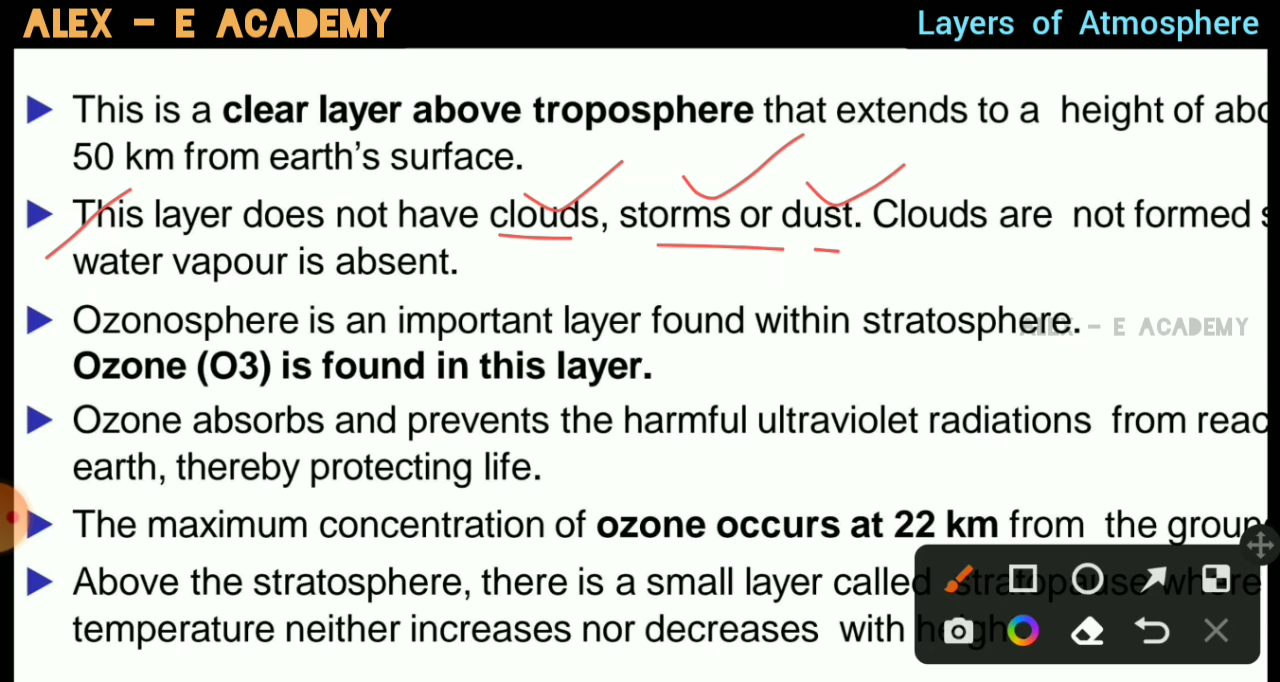 ALEX - E ACADEMY
Layers of Atmosphere
This is a clear layer above troposphere that extends to a height of
50 km from earth's surface.
This layer does not have clouds, storms or dust. Clouds are not formed
water vapour is absent.
Ozonosphere is an important layer found within stratosphere.
ALEX - E ACADEMY
Ozone (O3) is found in this layer.
Ozone absorbs and prevents the harmful ultraviolet radiations from
earth, thereby protecting life.
The maximum concentration of ozone occurs at 22 km from the
Above the stratosphere, there is a small layer called stratopause where
temperature neither increases nor decreases with